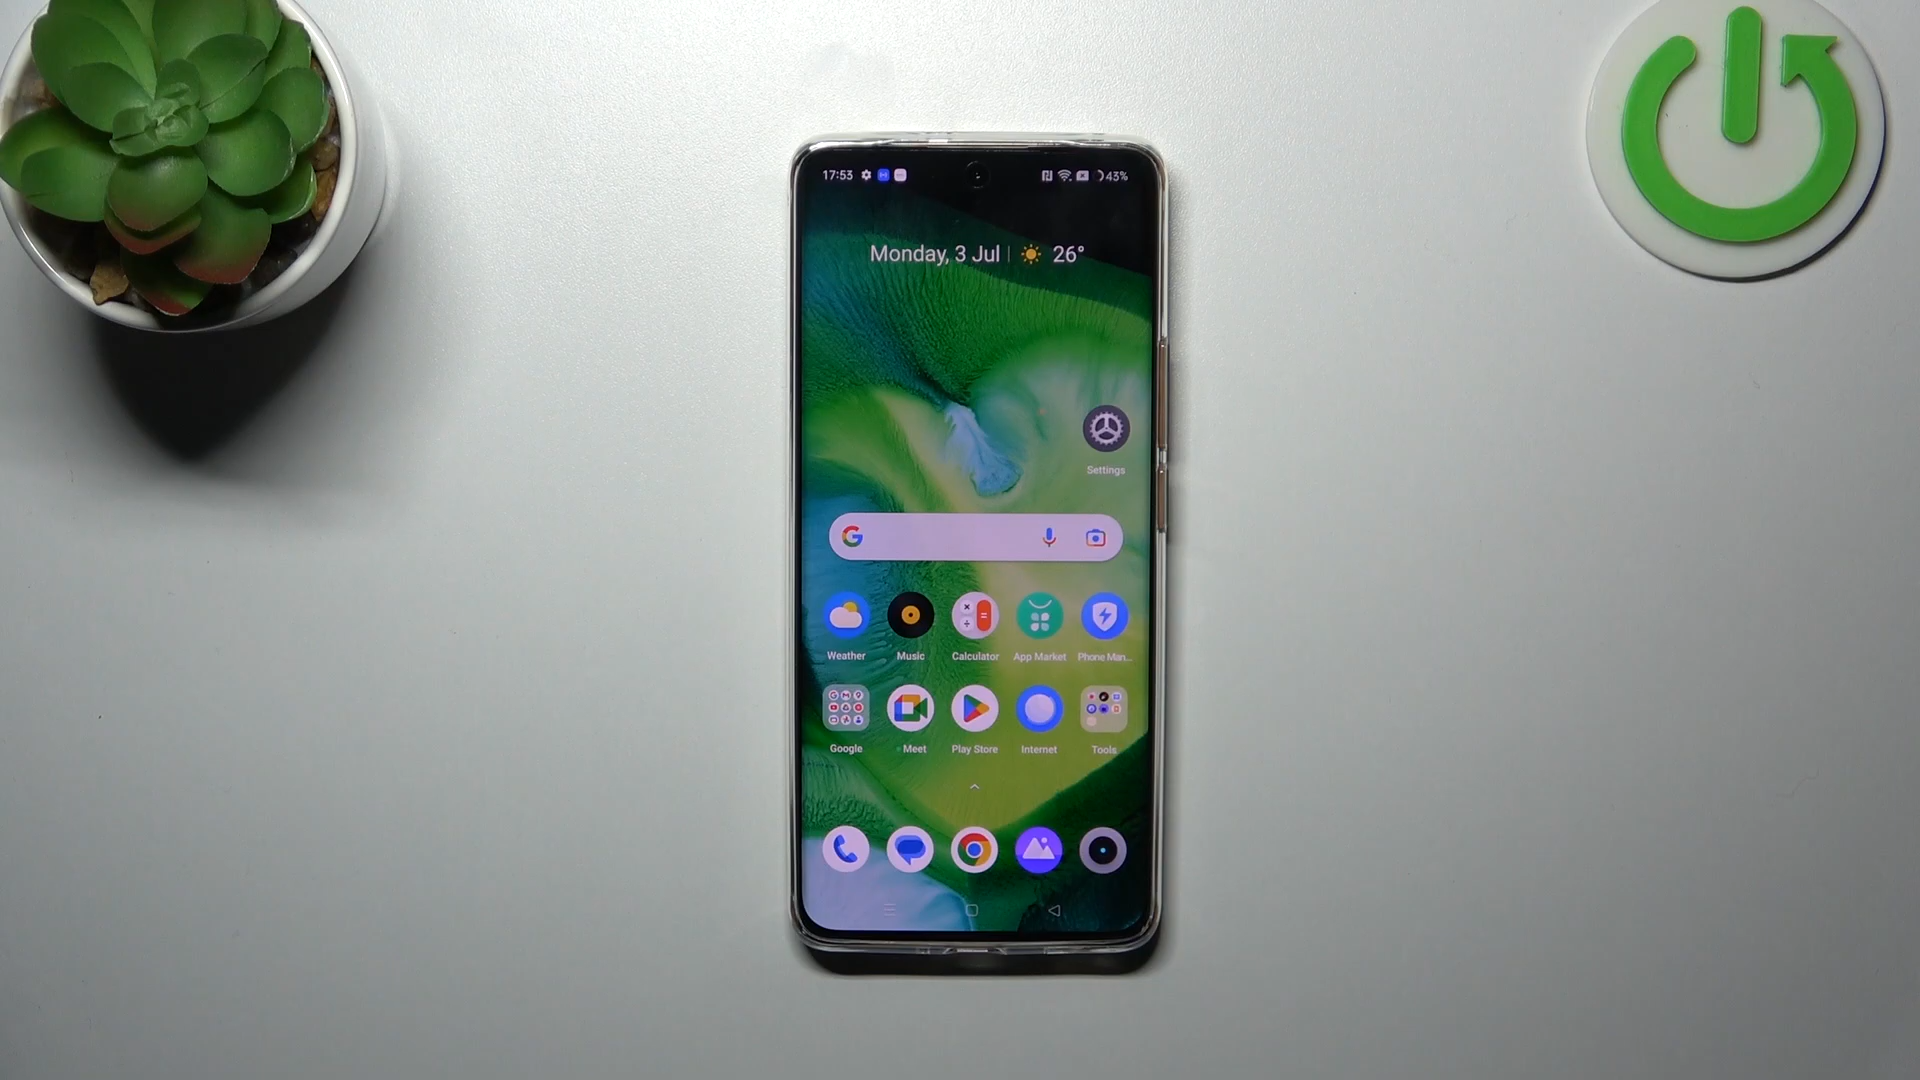 17:53 43%
Monday, 3 Jul 26°
Settings
Weather Music Calculator App Market Phone Man...
Google Meet Play Store Internet Tools